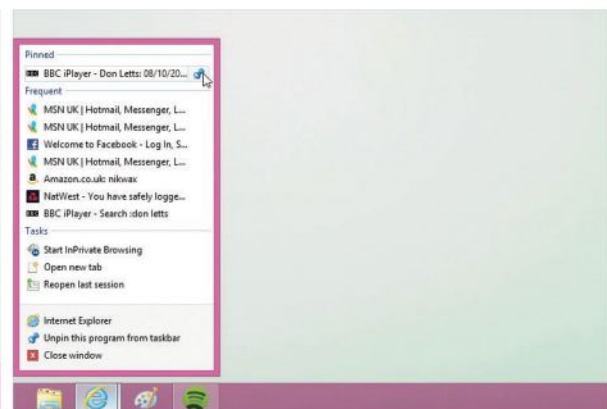 Pinned
BBC iPlayer - Don Letts: 08/10/20...
Frequent
MSN UK | Hotmail, Messenger, L...
MSN UK | Hotmail, Messenger, L...
Welcome to Facebook - Log In, S...
MSN UK | Hotmail, Messenger, L...
Amazon.co.uk: nikwax
NatWest - You have safely logge...
BBC iPlayer - Search :don letts
Tasks
Start InPrivate Browsing
Open new tab
Reopen last session
Internet Explorer
Unpin this program from taskbar
Close window